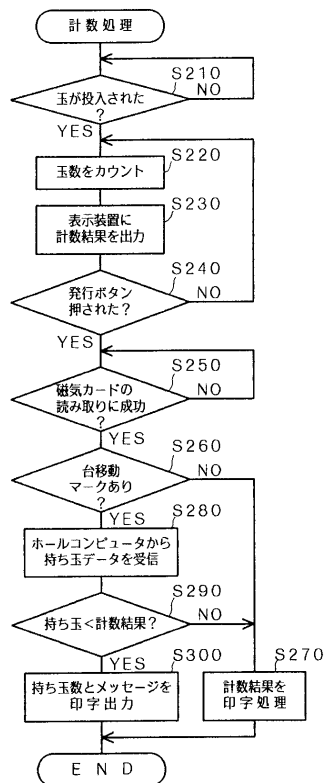 計数処理
S210
玉が投入された
?
NO
YES
S220
玉数をカウント
S230
表示装置に
計数結果を出力
S240
発行ボタン
押された?
NO
YES
S250
磁気カードの
読み取りに成功
?
NO
YES
S260
台移動
マークあり
?
NO
YES
S280
ホールコンピュータから
持ち玉データを受信
S290
持ち玉<計数結果?
NO
YES
S300
持ち玉数とメッセージを
印字出力
S270
計数結果を
印字処理
END